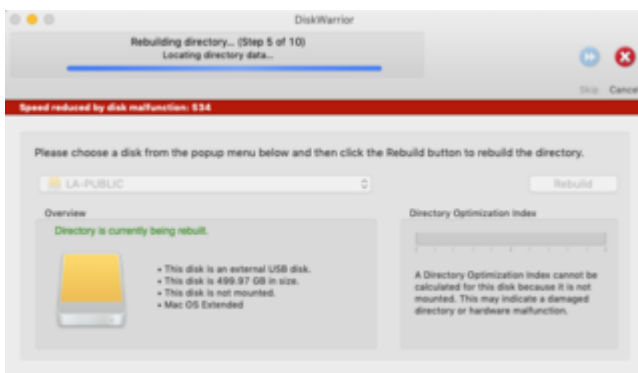 DiskWarrior
Rebuilding directory... (Step 5 of 10)
Locating directory data...
Skip Cancel
Speed reduced by disk malfunction: 534
Please choose a disk from the popup menu below and then click the Rebuild button to rebuild the directory.
LA-PUBLIC
Rebuild
Overview
Directory is currently being rebuilt.
• This disk is an external USB disk.
• This disk is 499.97 GB in size.
• This disk is not mounted.
• Mac OS Extended
Directory Optimization Index
A Directory Optimization Index cannot be
calculated for this disk because it is not
mounted. This may indicate a damaged
directory or hardware malfunction.